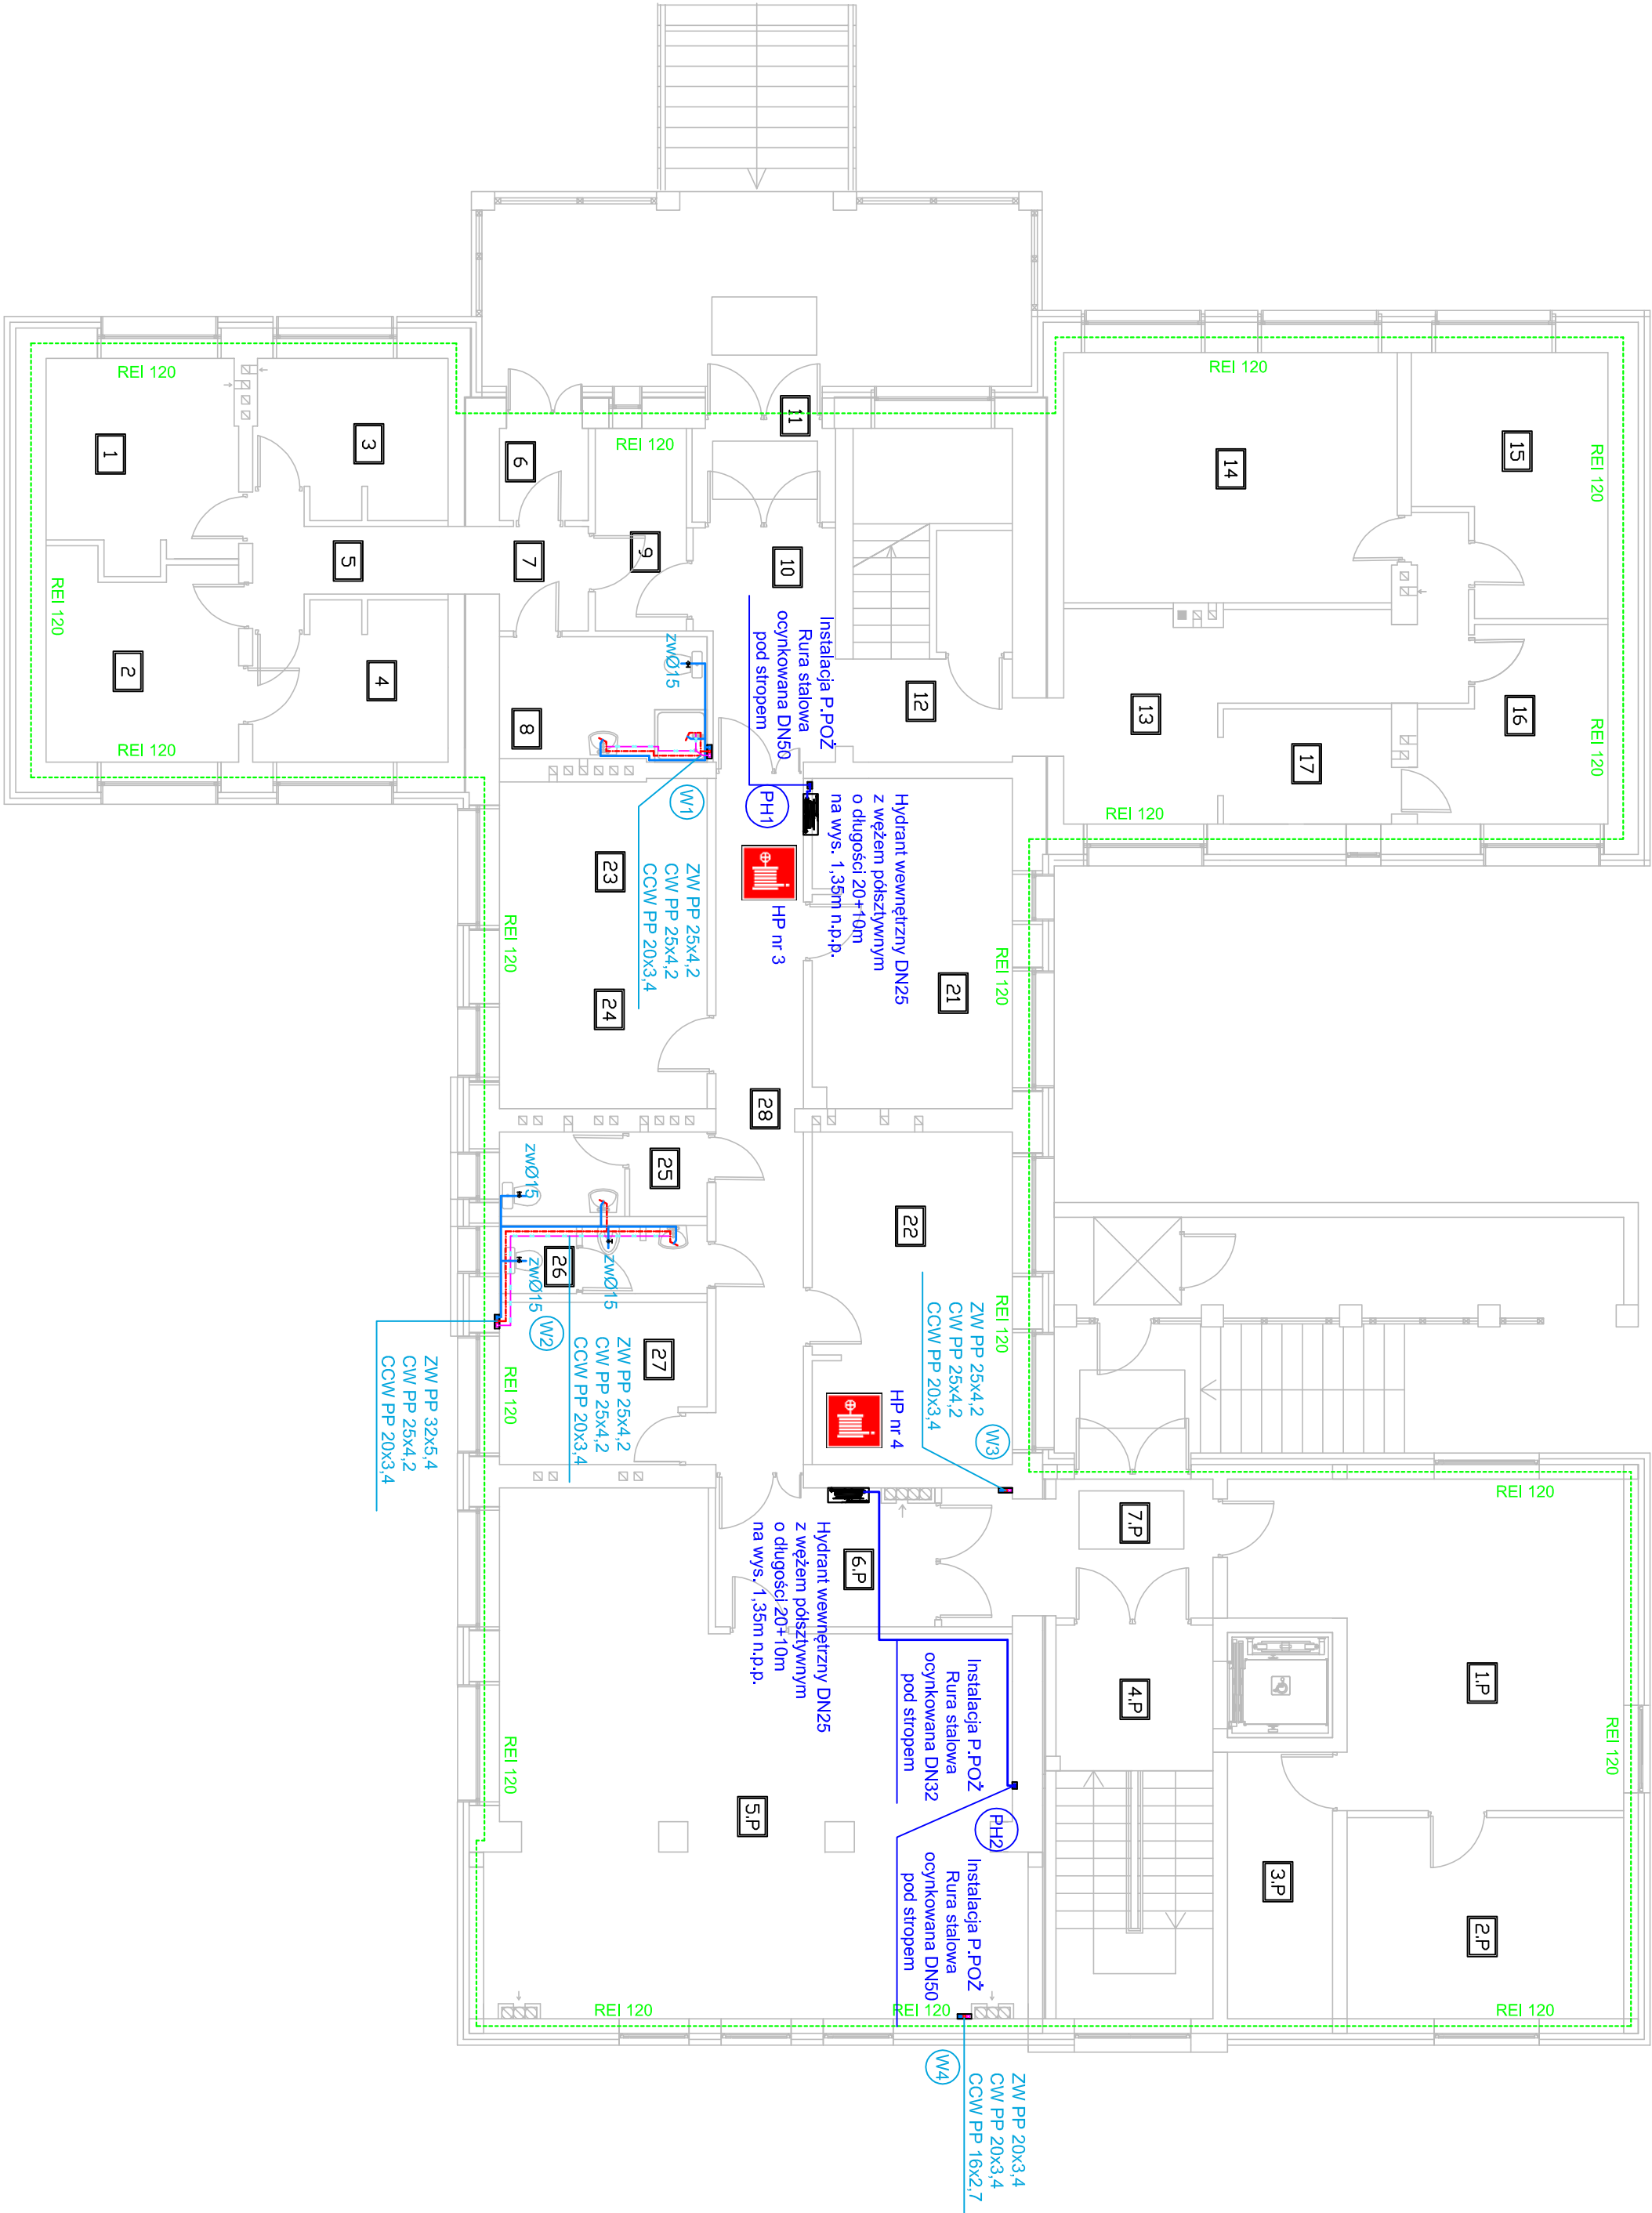 REI 120
REI 120
REI 120
REI 120
REI 120
REI 120
REI 120
REI 120
1
2
3
4
5
6
7
8
9
10
11
12
13
14
15
16
17
Instalacja P.POŻ
Rura stalowa
ocynkowana DN50
pod stropem
zwØ15
W1
PH1
Hydrant wewnętrzny DN25
z wężem półsztywnym
o długości 20+10m
na wys. 1,35m n.p.p.
HP nr 3
ZW PP 25x4,2
CW PP 25x4,2
CCW PP 20x3,4
REI 120
REI 120
21
23
24
28
25
22
26
27
zwØ15
zwØ15
zwØ15
W2
ZW PP 25x4,2
CW PP 25x4,2
CCW PP 20x3,4
REI 120
REI 120
ZW PP 32x5,4
CW PP 25x4,2
CCW PP 20x3,4
ZW PP 25x4,2
CW PP 25x4,2
CCW PP 20x3,4
W3
HP nr 4
REI 120
7.P
6.P
Hydrant wewnętrzny DN25
z wężem półsztywnym
o długości 20+10m
na wys. 1,35m n.p.p.
Instalacja P.POŻ
Rura stalowa
ocynkowana DN32
pod stropem
1.P
4.P
REI 120
REI 120
5.P
PH2
3.P
2.P
Instalacja P.POŻ
Rura stalowa
ocynkowana DN50
pod stropem
REI 120
REI 120
REI 120
W4
ZW PP 20x3,4
CW PP 20x3,4
CCW PP 16x2,7